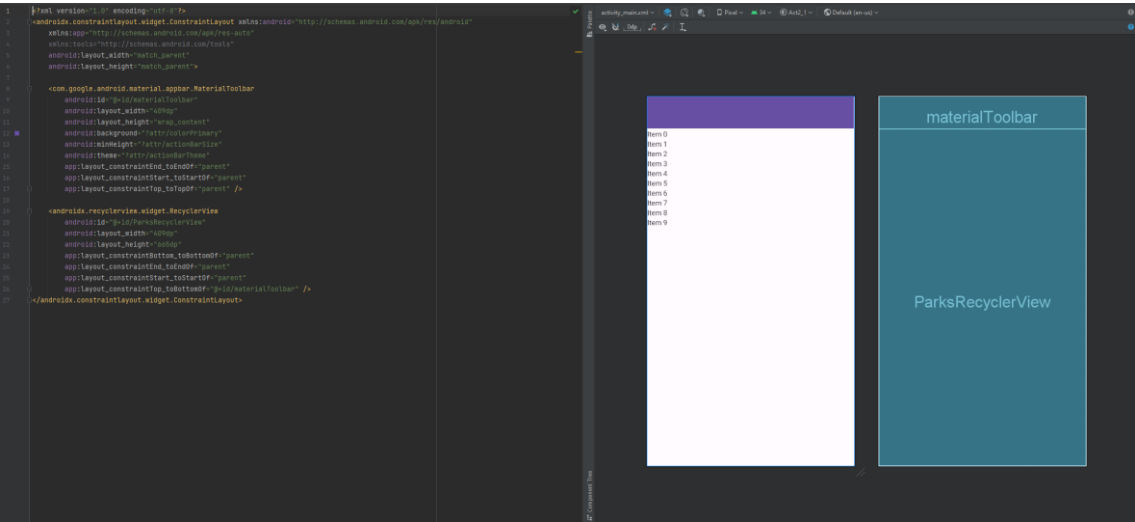 1 <?xml version="1.0" encoding="utf-8"?>
2 <androidx.constraintlayout.widget.ConstraintLayout xmlns:android="http://schemas.android.com/apk/res/android"
3 xmlns:app="http://schemas.android.com/apk/res-auto"
4 xmlns:tools="http://schemas.android.com/tools"
5 android:layout_width="match_parent"
6 android:layout_height="match_parent">
7
8 <com.google.android.material.appbar.MaterialToolbar
9 android:id="@+id/materialToolbar"
10 android:layout_width="409dp"
11 android:layout_height="wrap_content"
12 android:background="?attr/colorPrimary"
13 android:minHeight="?attr/actionBarSize"
14 android:theme="?attr/actionBarTheme"
15 app:layout_constraintEnd_toEndOf="parent"
16 app:layout_constraintStart_toStartOf="parent"
17 app:layout_constraintTop_toTopOf="parent" />
18
19 <androidx.recyclerview.widget.RecyclerView
20 android:id="@+id/ParksRecyclerView"
21 android:layout_width="409dp"
22 android:layout_height="665dp"
23 app:layout_constraintBottom_toBottomOf="parent"
24 app:layout_constraintEnd_toEndOf="parent"
25 app:layout_constraintStart_toStartOf="parent"
26 app:layout_constraintTop_toBottomOf="@+id/materialToolbar" />
27 </androidx.constraintlayout.widget.ConstraintLayout>
Palette
activity_main.xml Pixel 34 Act2_1 Default (en-us)
0dp
Item 0
Item 1
Item 2
Item 3
Item 4
Item 5
Item 6
Item 7
Item 8
Item 9
materialToolbar
ParksRecyclerView
Component Tree